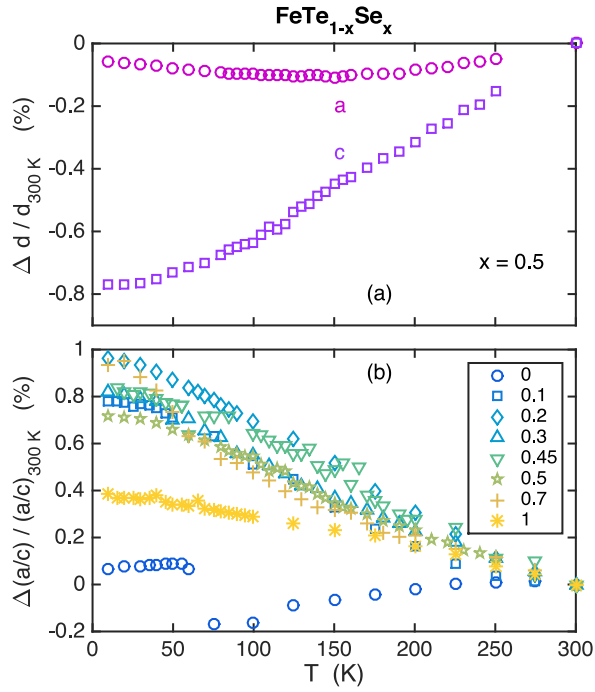 FeTe1-xSex
0
-0.2
-0.4
-0.6
-0.8
Δ d / d300 K (%)
a
c
x = 0.5
(a)
1
0.8
0.6
0.4
0.2
0
-0.2
Δ(a/c) / (a/c)300 K (%)
(b)
0
0.1
0.2
0.3
0.45
0.5
0.7
1
0 50 100 150 200 250 300
T (K)